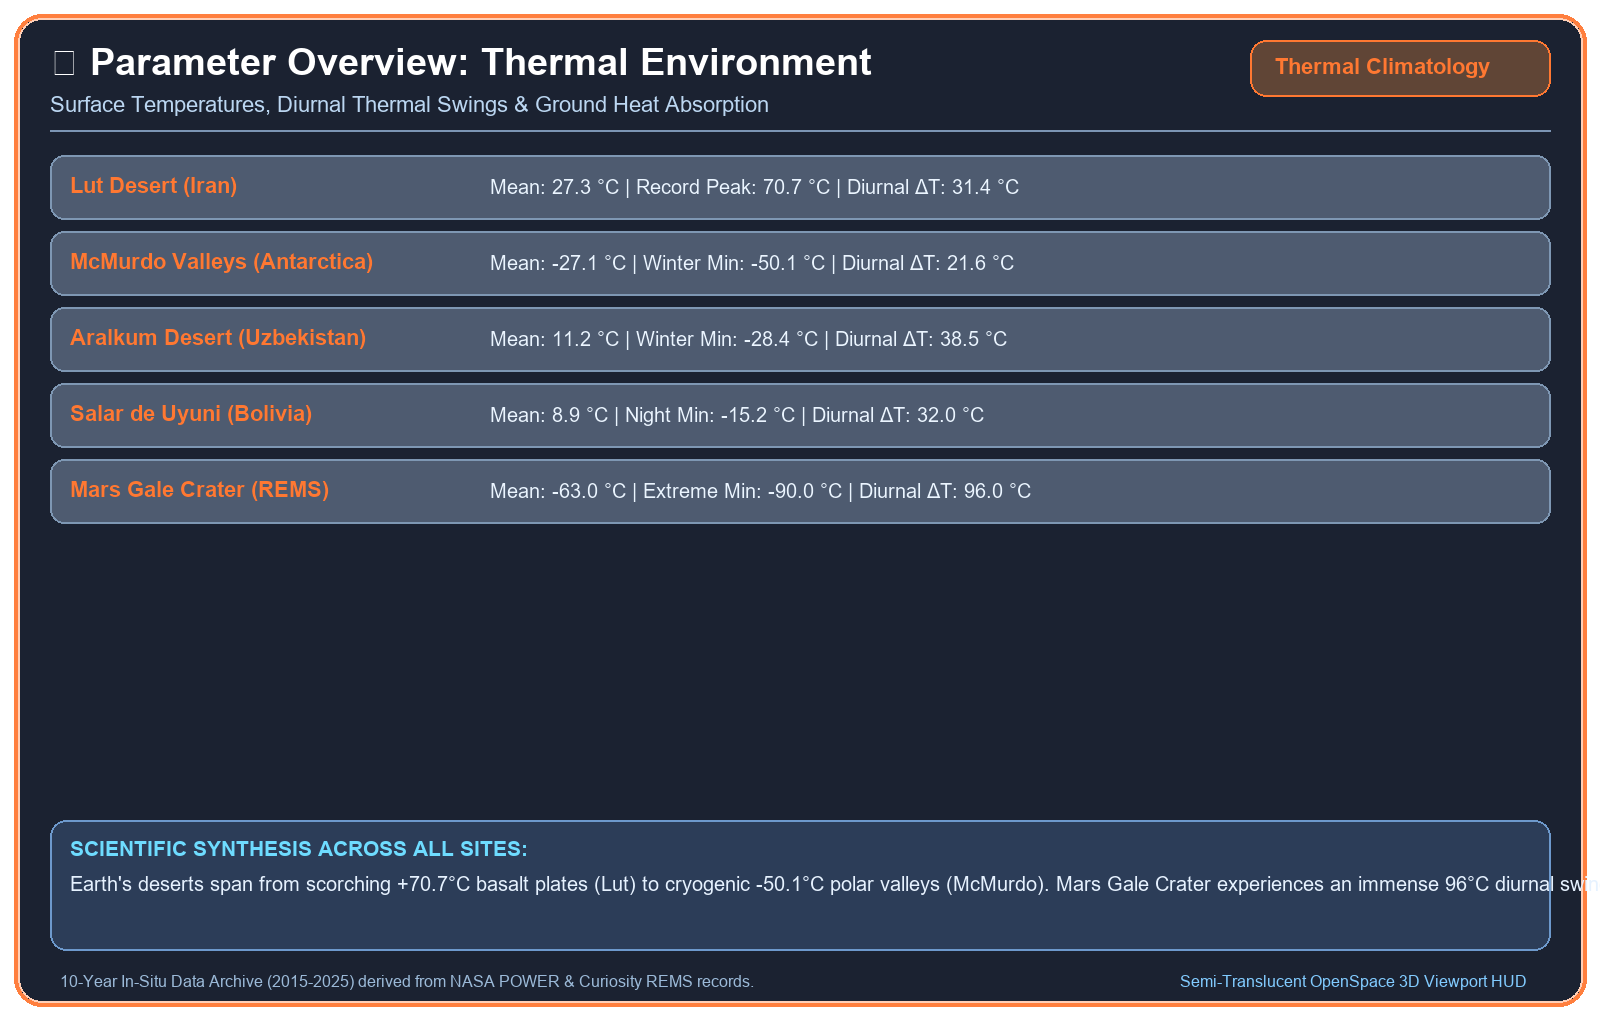 Parameter Overview: Thermal Environment
Thermal Climatology
Surface Temperatures, Diurnal Thermal Swings & Ground Heat Absorption
Lut Desert (Iran) Mean: 27.3 °C | Record Peak: 70.7 °C | Diurnal ΔT: 31.4 °C
McMurdo Valleys (Antarctica) Mean: -27.1 °C | Winter Min: -50.1 °C | Diurnal ΔT: 21.6 °C
Aralkum Desert (Uzbekistan) Mean: 11.2 °C | Winter Min: -28.4 °C | Diurnal ΔT: 38.5 °C
Salar de Uyuni (Bolivia) Mean: 8.9 °C | Night Min: -15.2 °C | Diurnal ΔT: 32.0 °C
Mars Gale Crater (REMS) Mean: -63.0 °C | Extreme Min: -90.0 °C | Diurnal ΔT: 96.0 °C
SCIENTIFIC SYNTHESIS ACROSS ALL SITES:
Earth's deserts span from scorching +70.7°C basalt plates (Lut) to cryogenic -50.1°C polar valleys (McMurdo). Mars Gale Crater experiences an immense 96°C diurnal
10-Year In-Situ Data Archive (2015-2025) derived from NASA POWER & Curiosity REMS records.
Semi-Translucent OpenSpace 3D Viewport HUD